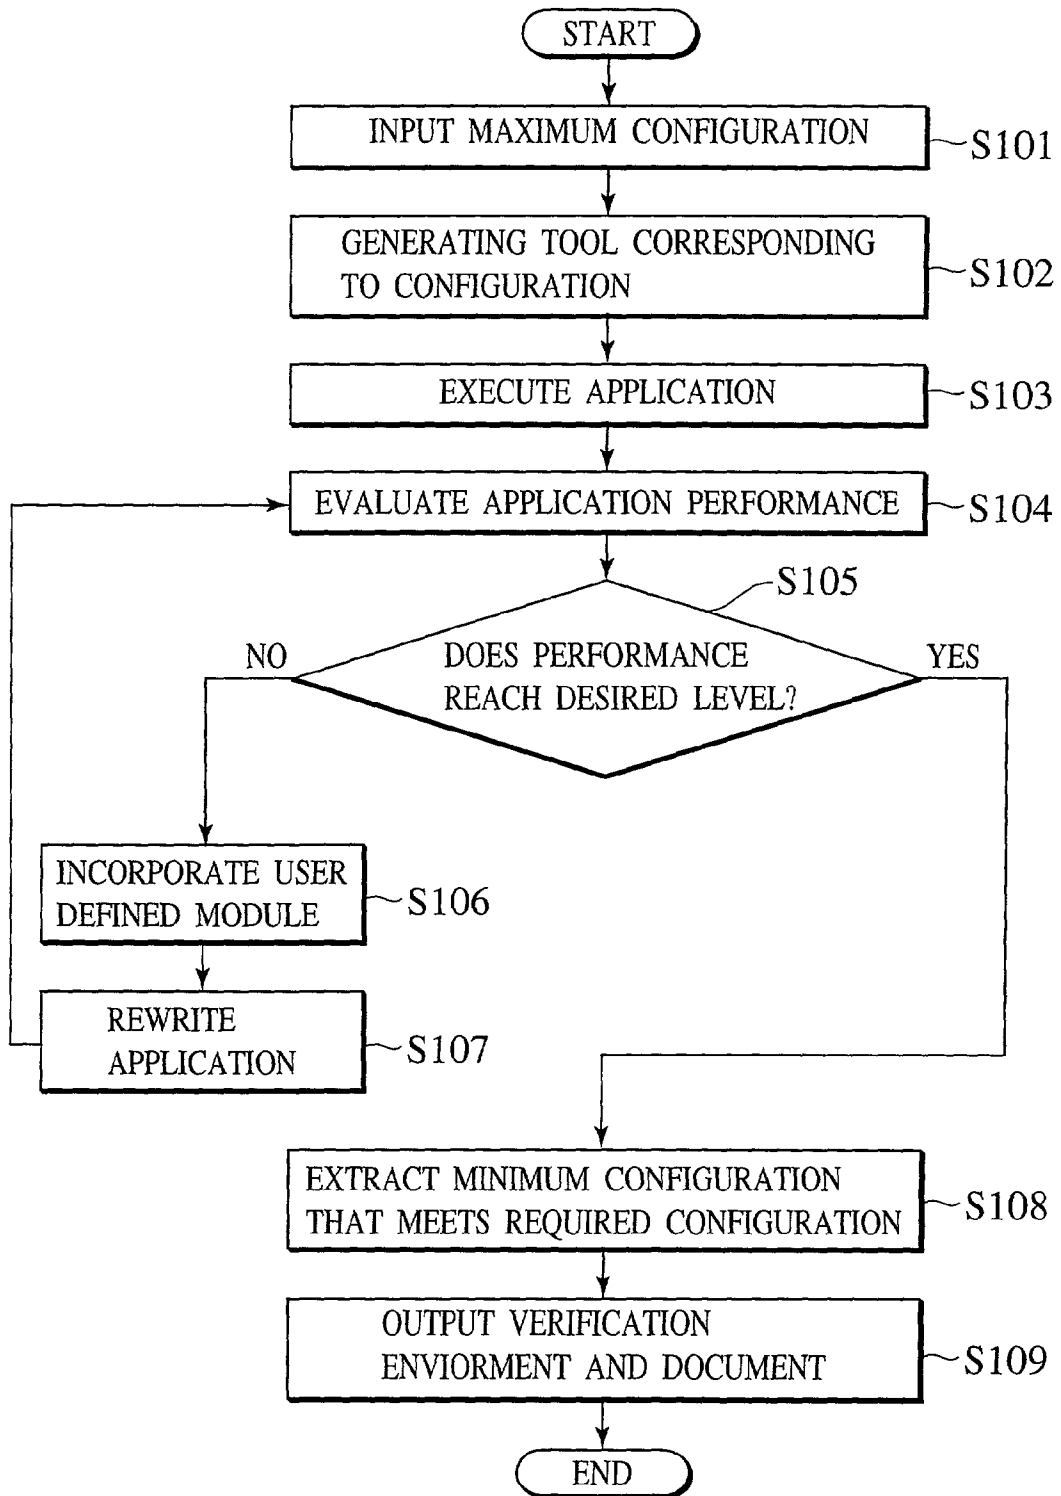 START
INPUT MAXIMUM CONFIGURATION
S101
GENERATING TOOL CORRESPONDING
TO CONFIGURATION
S102
EXECUTE APPLICATION
S103
EVALUATE APPLICATION PERFORMANCE
S104
S105
NO
DOES PERFORMANCE
REACH DESIRED LEVEL?
YES
INCORPORATE USER
DEFINED MODULE
S106
REWRITE
APPLICATION
S107
EXTRACT MINIMUM CONFIGURATION
THAT MEETS REQUIRED CONFIGURATION
S108
OUTPUT VERIFICATION
ENVIORMENT AND DOCUMENT
S109
END